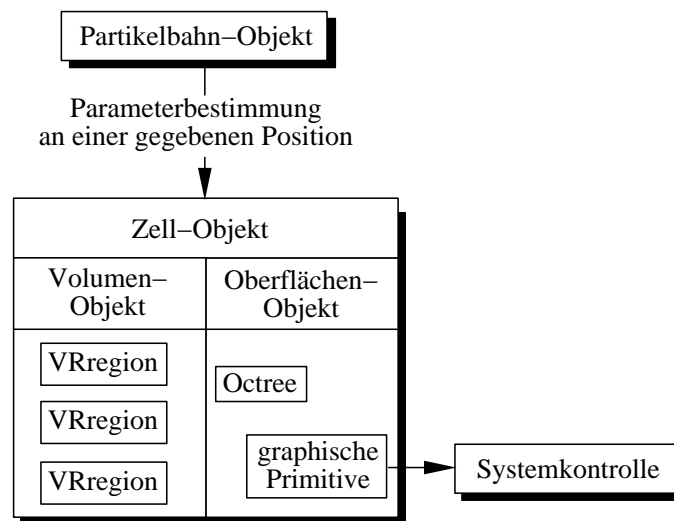 Partikelbahn–Objekt
Parameterbestimmung
an einer gegebenen Position
Zell–Objekt
Volumen–
Objekt
Oberflächen–
Objekt
VRregion
VRregion
VRregion
Octree
graphische
Primitive
Systemkontrolle